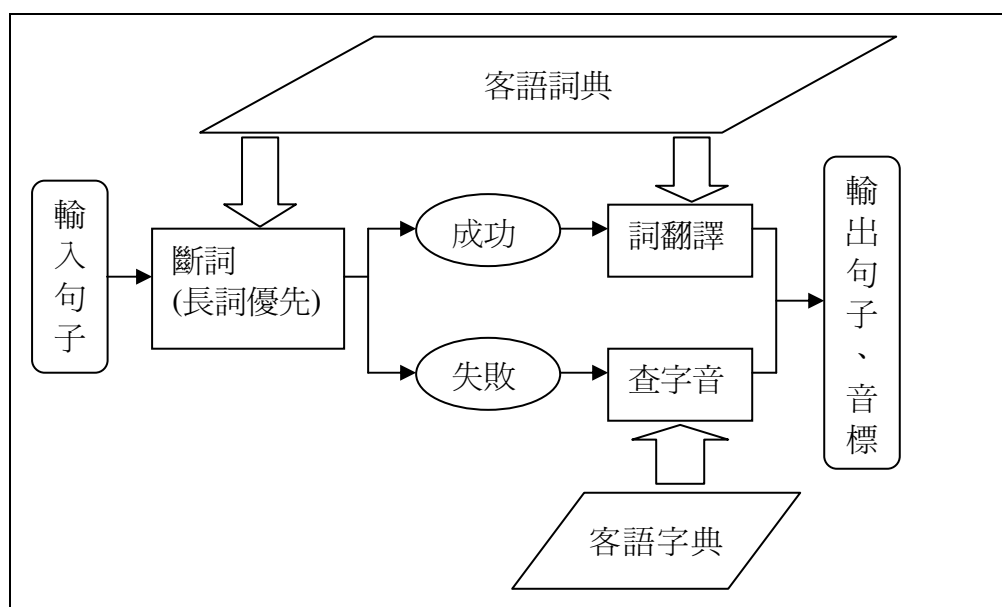 客語詞典
輸入句子
斷詞
(長詞優先)
成功
詞翻譯
失敗
查字音
輸出句子、音標
客語字典